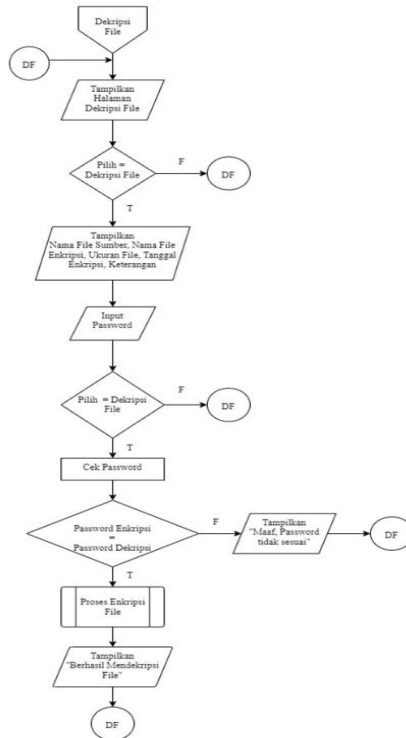 Dekripsi
File
DF
Tampilkan
Halaman
Dekripsi File
Pilih =
Dekripsi File
F
DF
T
Tampilkan
Nama File Sumber, Nama File
Enkripsi, Ukuran File, Tanggal
Enkripsi, Keterangan
Input
Password
Pilih = Dekripsi
File
F
DF
T
Cek Password
Password Enkripsi
=
Password Dekripsi
F
Tampilkan
"Maaf, Password
tidak sesuai"
DF
T
Proses Enkripsi
File
Tampilkan
"Berhasil Mendekripsi
File"
DF